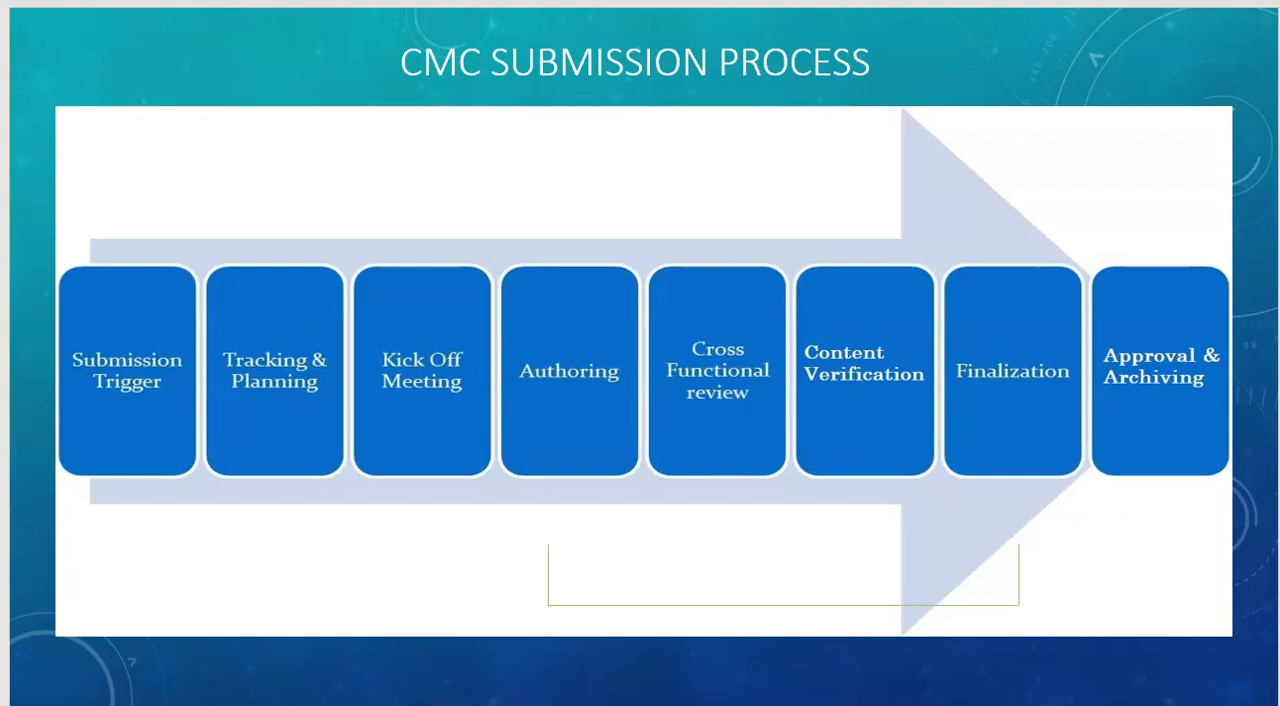 CMC SUBMISSION PROCESS
Submission
Trigger
Tracking &
Planning
Kick Off
Meeting
Authoring
Cross
Functional
review
Content
Verification
Finalization
Approval &
Archiving